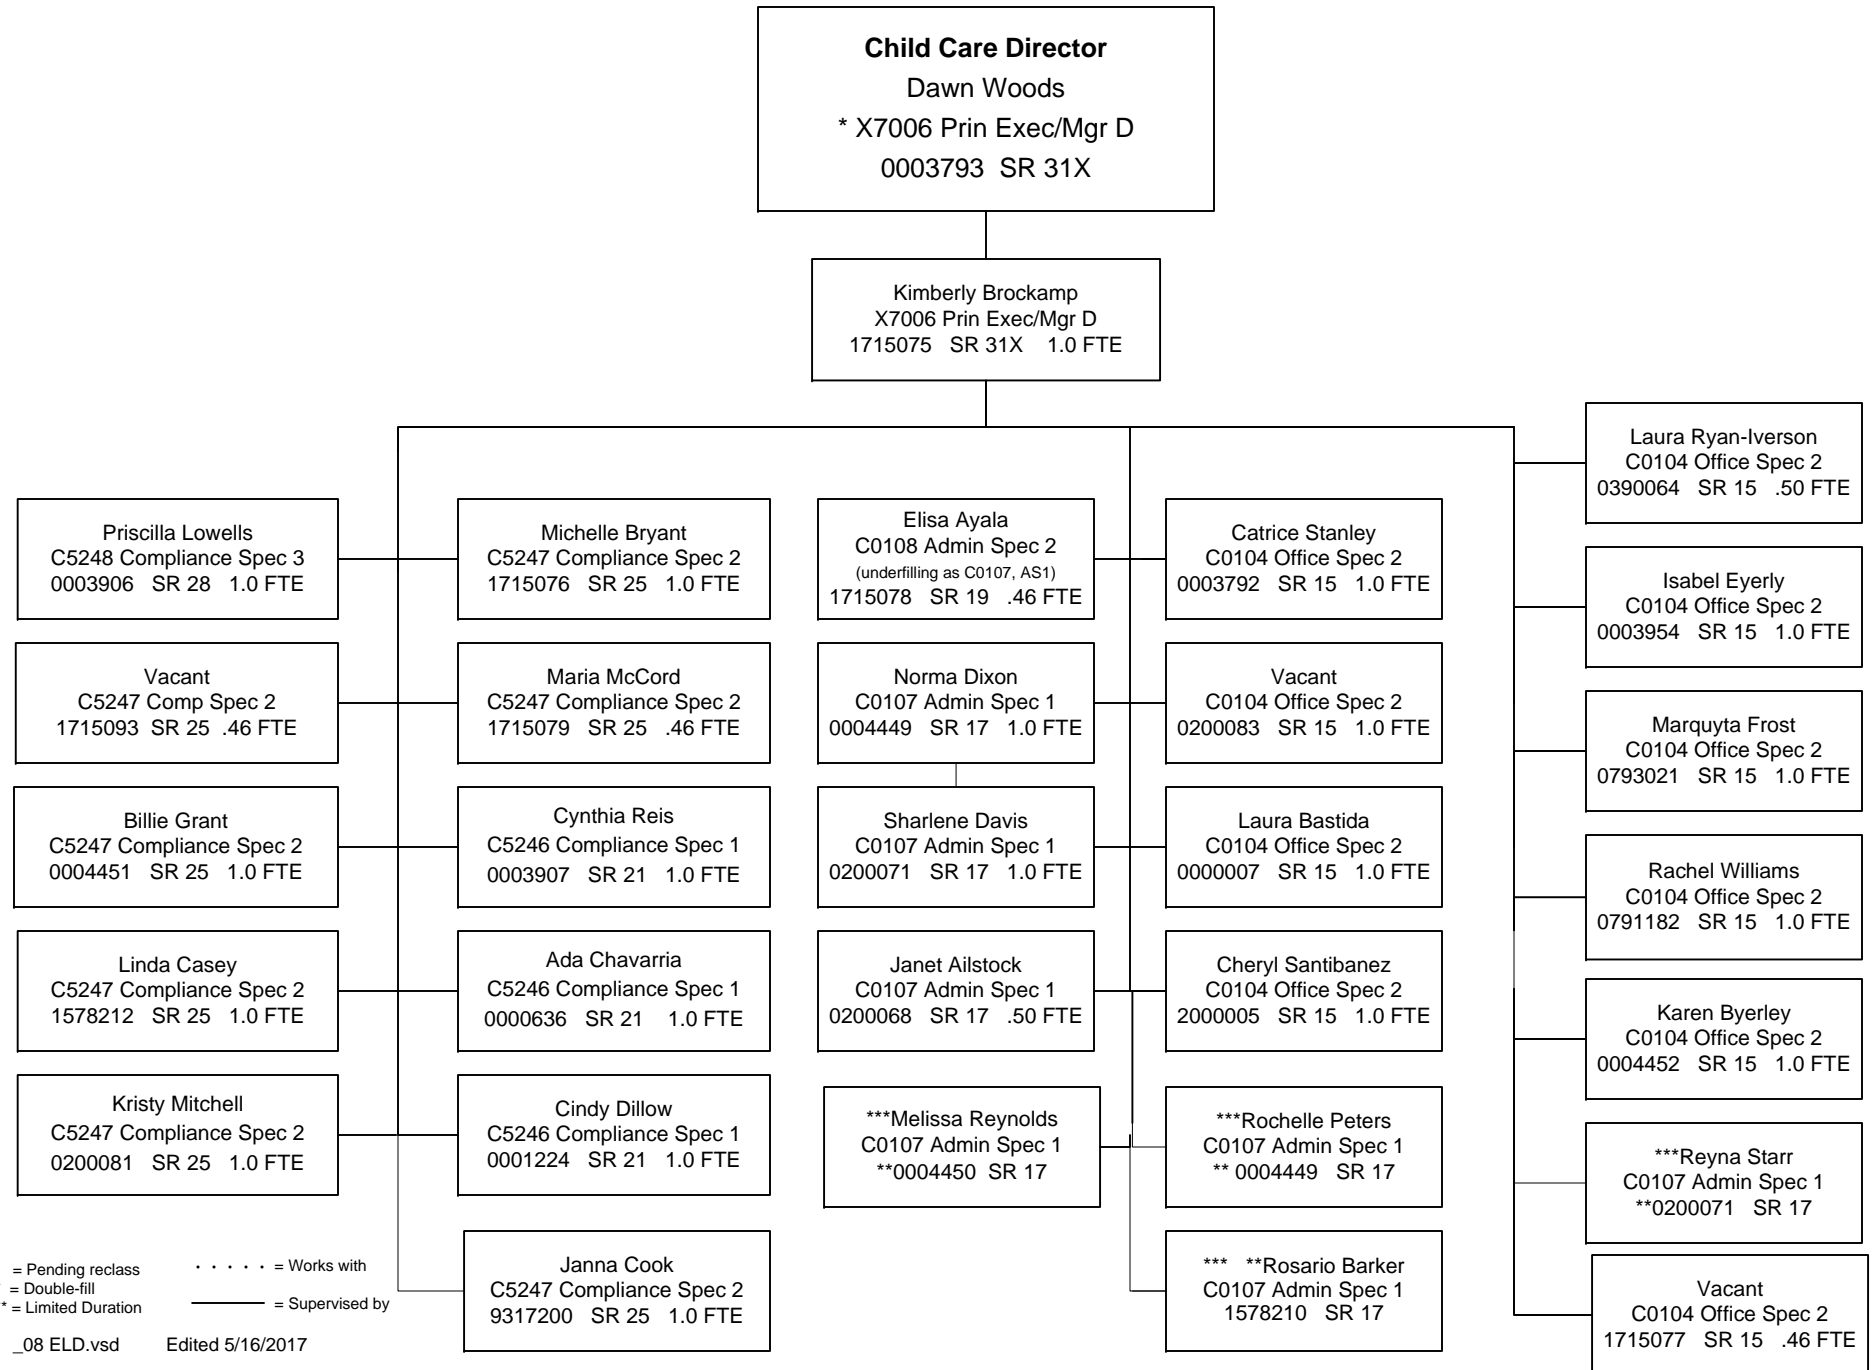 Child Care Director
Dawn Woods
* X7006 Prin Exec/Mgr D
0003793 SR 31X
Kimberly Brockamp
X7006 Prin Exec/Mgr D
1715075 SR 31X 1.0 FTE
Priscilla Lowells
C5248 Compliance Spec 3
0003906 SR 28 1.0 FTE
Vacant
C5247 Comp Spec 2
1715093 SR 25 .46 FTE
Billie Grant
C5247 Compliance Spec 2
0004451 SR 25 1.0 FTE
Linda Casey
C5247 Compliance Spec 2
1578212 SR 25 1.0 FTE
Kristy Mitchell
C5247 Compliance Spec 2
0200081 SR 25 1.0 FTE
Michelle Bryant
C5247 Compliance Spec 2
1715076 SR 25 1.0 FTE
Maria McCord
C5247 Compliance Spec 2
1715079 SR 25 .46 FTE
Cynthia Reis
C5246 Compliance Spec 1
0003907 SR 21 1.0 FTE
Ada Chavarria
C5246 Compliance Spec 1
0000636 SR 21 1.0 FTE
Cindy Dillow
C5246 Compliance Spec 1
0001224 SR 21 1.0 FTE
Janna Cook
C5247 Compliance Spec 2
9317200 SR 25 1.0 FTE
Elisa Ayala
C0108 Admin Spec 2
(underfilling as C0107, AS1)
1715078 SR 19 .46 FTE
Norma Dixon
C0107 Admin Spec 1
0004449 SR 17 1.0 FTE
Sharlene Davis
C0107 Admin Spec 1
0200071 SR 17 1.0 FTE
Janet Ailstock
C0107 Admin Spec 1
0200068 SR 17 .50 FTE
***Melissa Reynolds
C0107 Admin Spec 1
**0004450 SR 17
Catrice Stanley
C0104 Office Spec 2
0003792 SR 15 1.0 FTE
Vacant
C0104 Office Spec 2
0200083 SR 15 1.0 FTE
Laura Bastida
C0104 Office Spec 2
0000007 SR 15 1.0 FTE
Cheryl Santibanez
C0104 Office Spec 2
2000005 SR 15 1.0 FTE
***Rochelle Peters
C0107 Admin Spec 1
** 0004449 SR 17
*** **Rosario Barker
C0107 Admin Spec 1
1578210 SR 17
Laura Ryan-Iverson
C0104 Office Spec 2
0390064 SR 15 .50 FTE
Isabel Eyerly
C0104 Office Spec 2
0003954 SR 15 1.0 FTE
Marquyta Frost
C0104 Office Spec 2
0793021 SR 15 1.0 FTE
Rachel Williams
C0104 Office Spec 2
0791182 SR 15 1.0 FTE
Karen Byerley
C0104 Office Spec 2
0004452 SR 15 1.0 FTE
***Reyna Starr
C0107 Admin Spec 1
**0200071 SR 17
Vacant
C0104 Office Spec 2
1715077 SR 15 .46 FTE
= Pending reclass
= Double-fill
* = Limited Duration
· · · · · = Works with
= Supervised by
_08 ELD.vsd Edited 5/16/2017